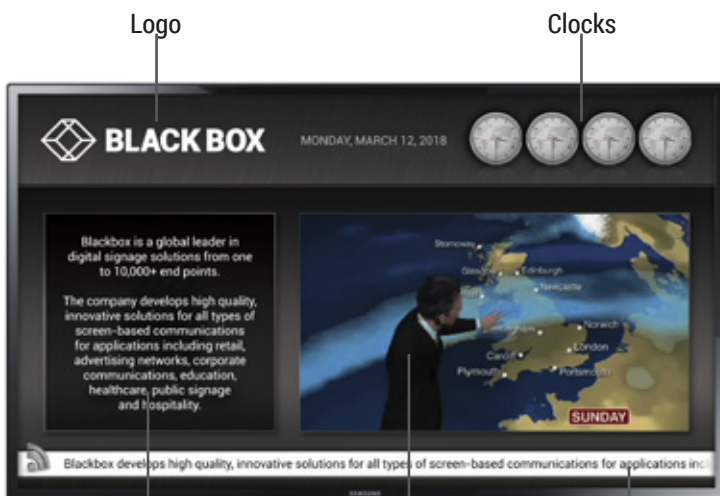 Logo
Clocks
BLACK BOX
MONDAY, MARCH 12, 2018
Blackbox is a global leader in
digital signage solutions from one
to 10,000+ end points.
The company develops high quality,
innovative solutions for all types of
screen-based communications
for applications including retail,
advertising networks, corporate
communications, education,
healthcare, public signage
and hospitality.
Stornoway
Glasgow
Edinburgh
Newcastle
Norwich
Cardiff
London
Plymouth
Portsmouth
SUNDAY
Blackbox develops high quality, innovative solutions for all types of screen-based communications for applications incl
SAMSUNG